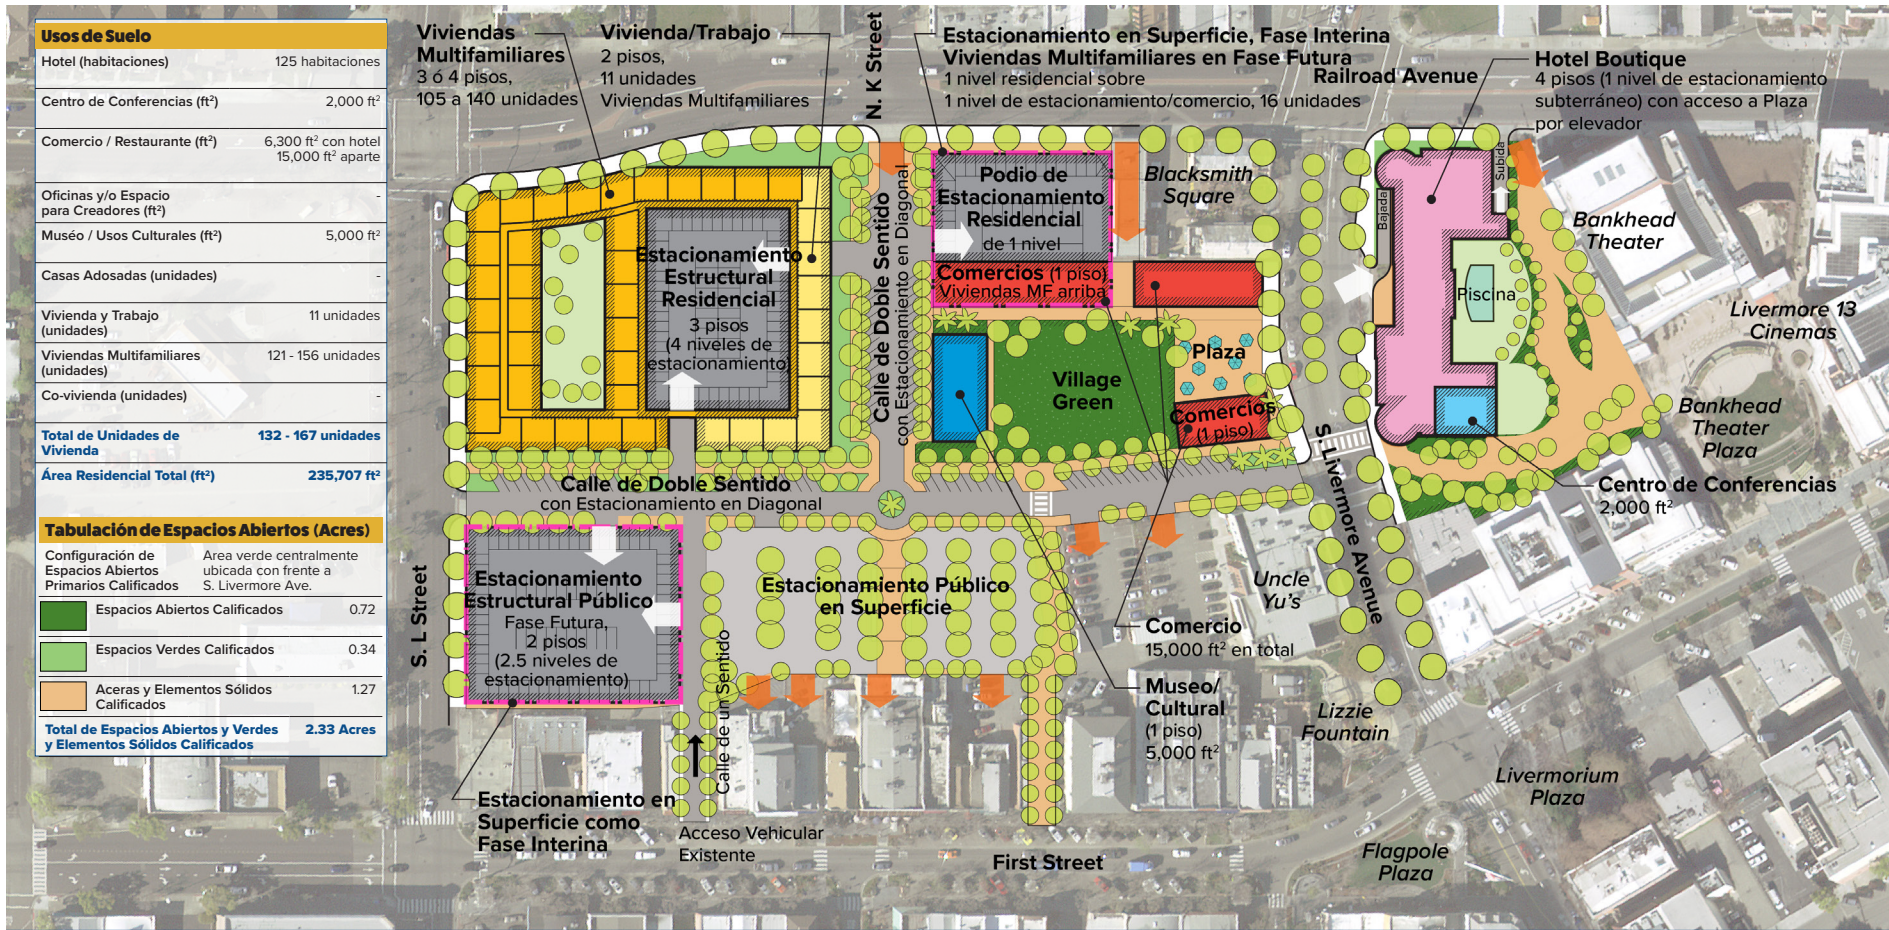 Usos de Suelo
Hotel (habitaciones) 125 habitaciones
Centro de Conferencias (ft²) 2,000 ft²
Comercio / Restaurante (ft²) 6,300 ft² con hotel
15,000 ft² aparte
Oficinas y/o Espacio
para Creadores (ft²) -
Muséo / Usos Culturales (ft²) 5,000 ft²
Casas Adosadas (unidades) -
Vivienda y Trabajo
(unidades) 11 unidades
Viviendas Multifamiliares
(unidades) 121 - 156 unidades
Co-vivienda (unidades) -
Total de Unidades de
Vivienda 132 - 167 unidades
Área Residencial Total (ft²) 235,707 ft²
Tabulación de Espacios Abiertos (Acres)
Configuración de
Espacios Abiertos
Primarios Calificados
Area verde centralmente
ubicada con frente a
S. Livermore Ave.
Espacios Abiertos Calificados 0.72
Espacios Verdes Calificados 0.34
Aceras y Elementos Sólidos
Calificados 1.27
Total de Espacios Abiertos y Verdes
y Elementos Sólidos Calificados 2.33 Acres
Viviendas
Multifamiliares
3 ó 4 pisos,
105 a 140 unidades
Vivienda/Trabajo
2 pisos,
11 unidades
Viviendas Multifamiliares
N. K Street
Estacionamiento en Superficie, Fase Interina
Viviendas Multifamiliares en Fase Futura
1 nivel residencial sobre
1 nivel de estacionamiento/comercio, 16 unidades
Railroad Avenue
Hotel Boutique
4 pisos (1 nivel de estacionamiento
subterráneo) con acceso a Plaza
por elevador
Estacionamiento
Estructural
Residencial
3 pisos
(4 niveles de
estacionamiento)
Calle de Doble Sentido
con Estacionamiento en Diagonal
Podio de
Estacionamiento
Residencial
de 1 nivel
Comercios (1 piso)
Viviendas MF arriba
Blacksmith
Square
Bajada
Subida
Piscina
Bankhead
Theater
Livermore 13
Cinemas
Plaza
Village
Green
Comercios
(1 piso)
Bankhead
Theater
Plaza
Centro de Conferencias
2,000 ft²
S. Livermore Avenue
Calle de Doble Sentido
con Estacionamiento en Diagonal
S. L Street
Estacionamiento
Estructural Público
Fase Futura,
2 pisos
(2.5 niveles de
estacionamiento)
Estacionamiento Público
en Superficie
Uncle
Yu's
Comercio
15,000 ft² en total
Museo/
Cultural
(1 piso)
5,000 ft²
Calle de un Sentido
Lizzie
Fountain
Livermorium
Plaza
Estacionamiento en
Superficie como
Fase Interina
Acceso Vehicular
Existente
First Street
Flagpole
Plaza